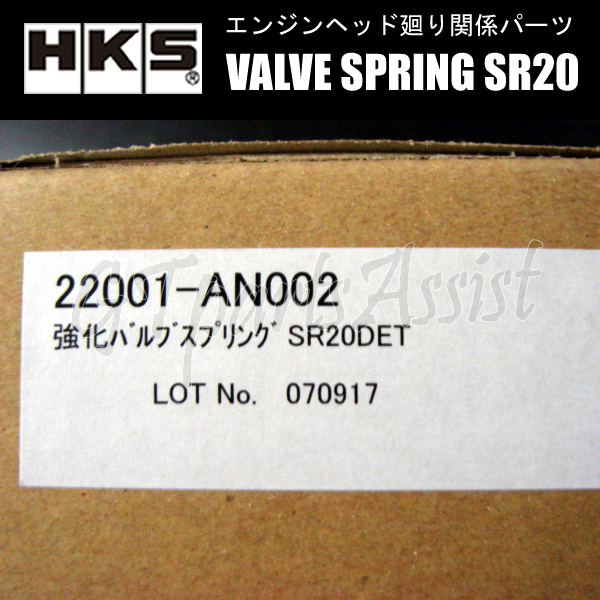 HKS®
エンジンヘッド廻り関係パーツ
VALVE SPRING SR20
22001-AN002
強化ﾊﾞﾙﾌﾞｽﾌﾟﾘﾝｸﾞ SR20DET
LOT No. 070917
GTpartsAssist